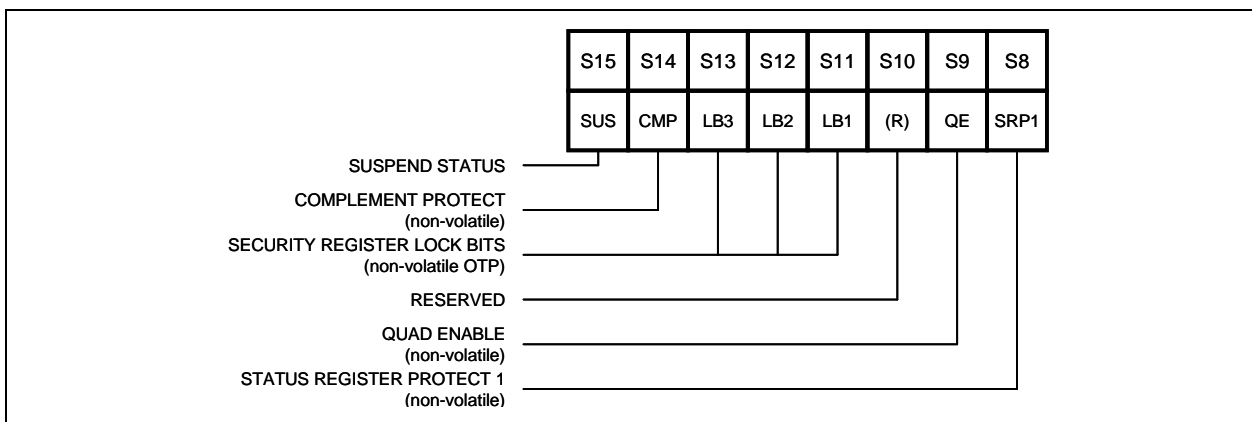 S15 S14 S13 S12 S11 S10 S9 S8
SUS CMP LB3 LB2 LB1 (R) QE SRP1
SUSPEND STATUS
COMPLEMENT PROTECT
(non-volatile)
SECURITY REGISTER LOCK BITS
(non-volatile OTP)
RESERVED
QUAD ENABLE
(non-volatile)
STATUS REGISTER PROTECT 1
(non-volatile)